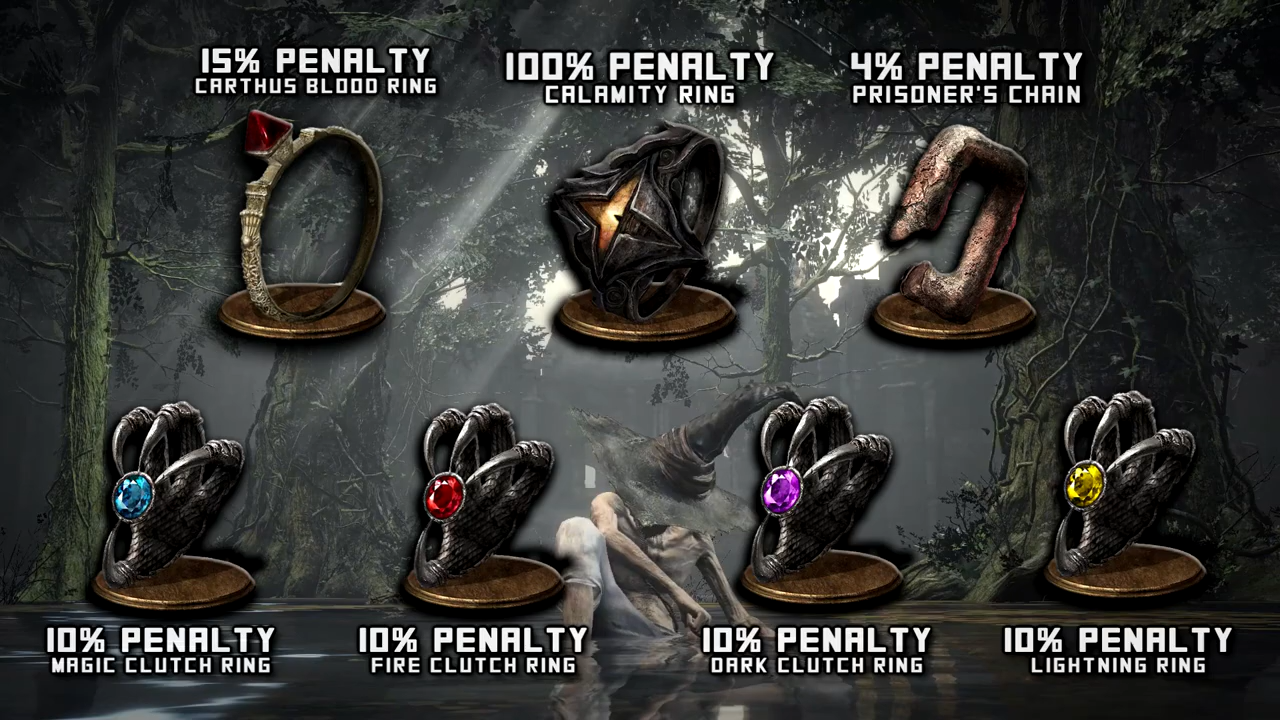 15% PENALTY
CARTHUS BLOOD RING
100% PENALTY
CALAMITY RING
4% PENALTY
PRISONER'S CHAIN
10% PENALTY
MAGIC CLUTCH RING
10% PENALTY
FIRE CLUTCH RING
10% PENALTY
DARK CLUTCH RING
10% PENALTY
LIGHTNING RING